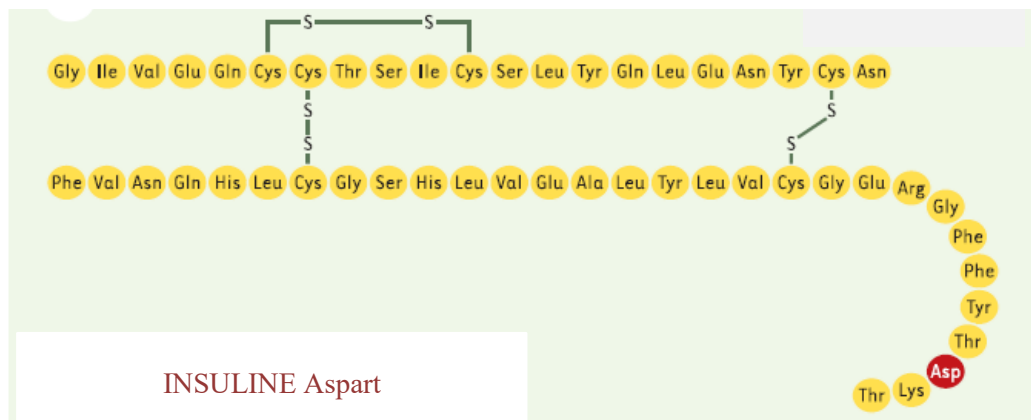 S S
Gly Ile Val Glu Gln Cys Cys Thr Ser Ile Cys Ser Leu Tyr Gln Leu Glu Asn Tyr Cys Asn
S S
S S
Phe Val Asn Gln His Leu Cys Gly Ser His Leu Val Glu Ala Leu Tyr Leu Val Cys Gly Glu Arg
Gly
Phe
Phe
Tyr
Thr
Asp
Lys
Thr
INSULINE Aspart